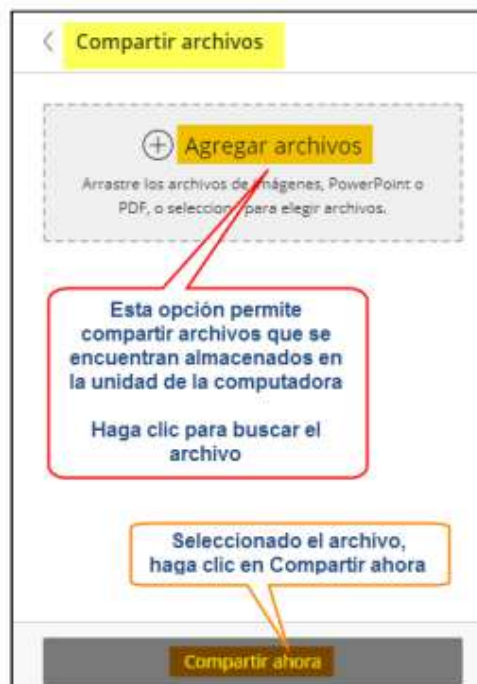 Compartir archivos
Agregar archivos
Arrastre los archivos de imágenes, PowerPoint o
PDF, o seleccione para elegir archivos.
Esta opción permite
compartir archivos que se
encuentran almacenados en
la unidad de la computadora
Haga clic para buscar el
archivo
Seleccionado el archivo,
haga clic en Compartir ahora
Compartir ahora